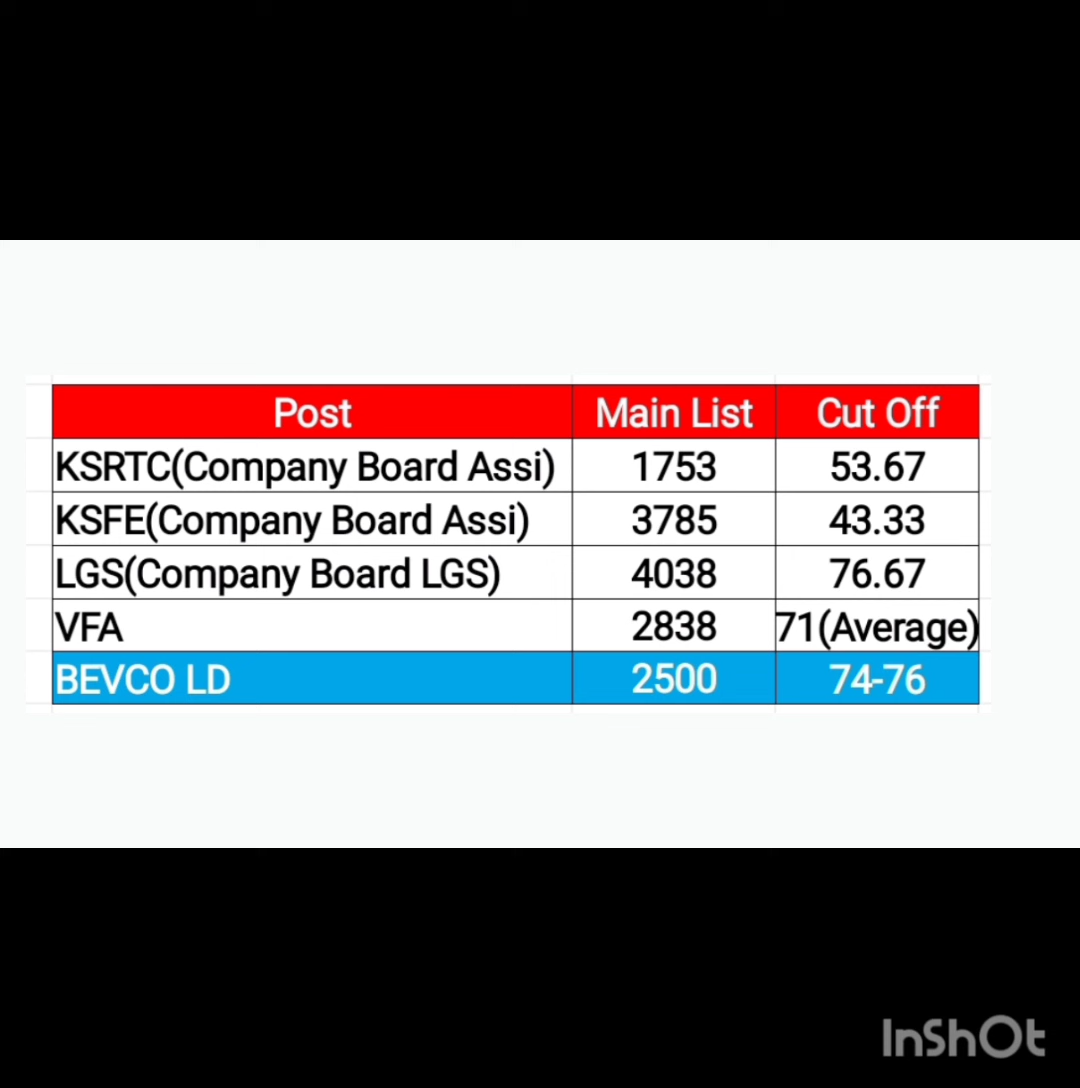 Post Main List Cut Off
KSRTC(Company Board Assi) 1753 53.67
KSFE(Company Board Assi) 3785 43.33
LGS(Company Board LGS) 4038 76.67
VFA 2838 71(Average)
BEVCO LD 2500 74-76
InShOt